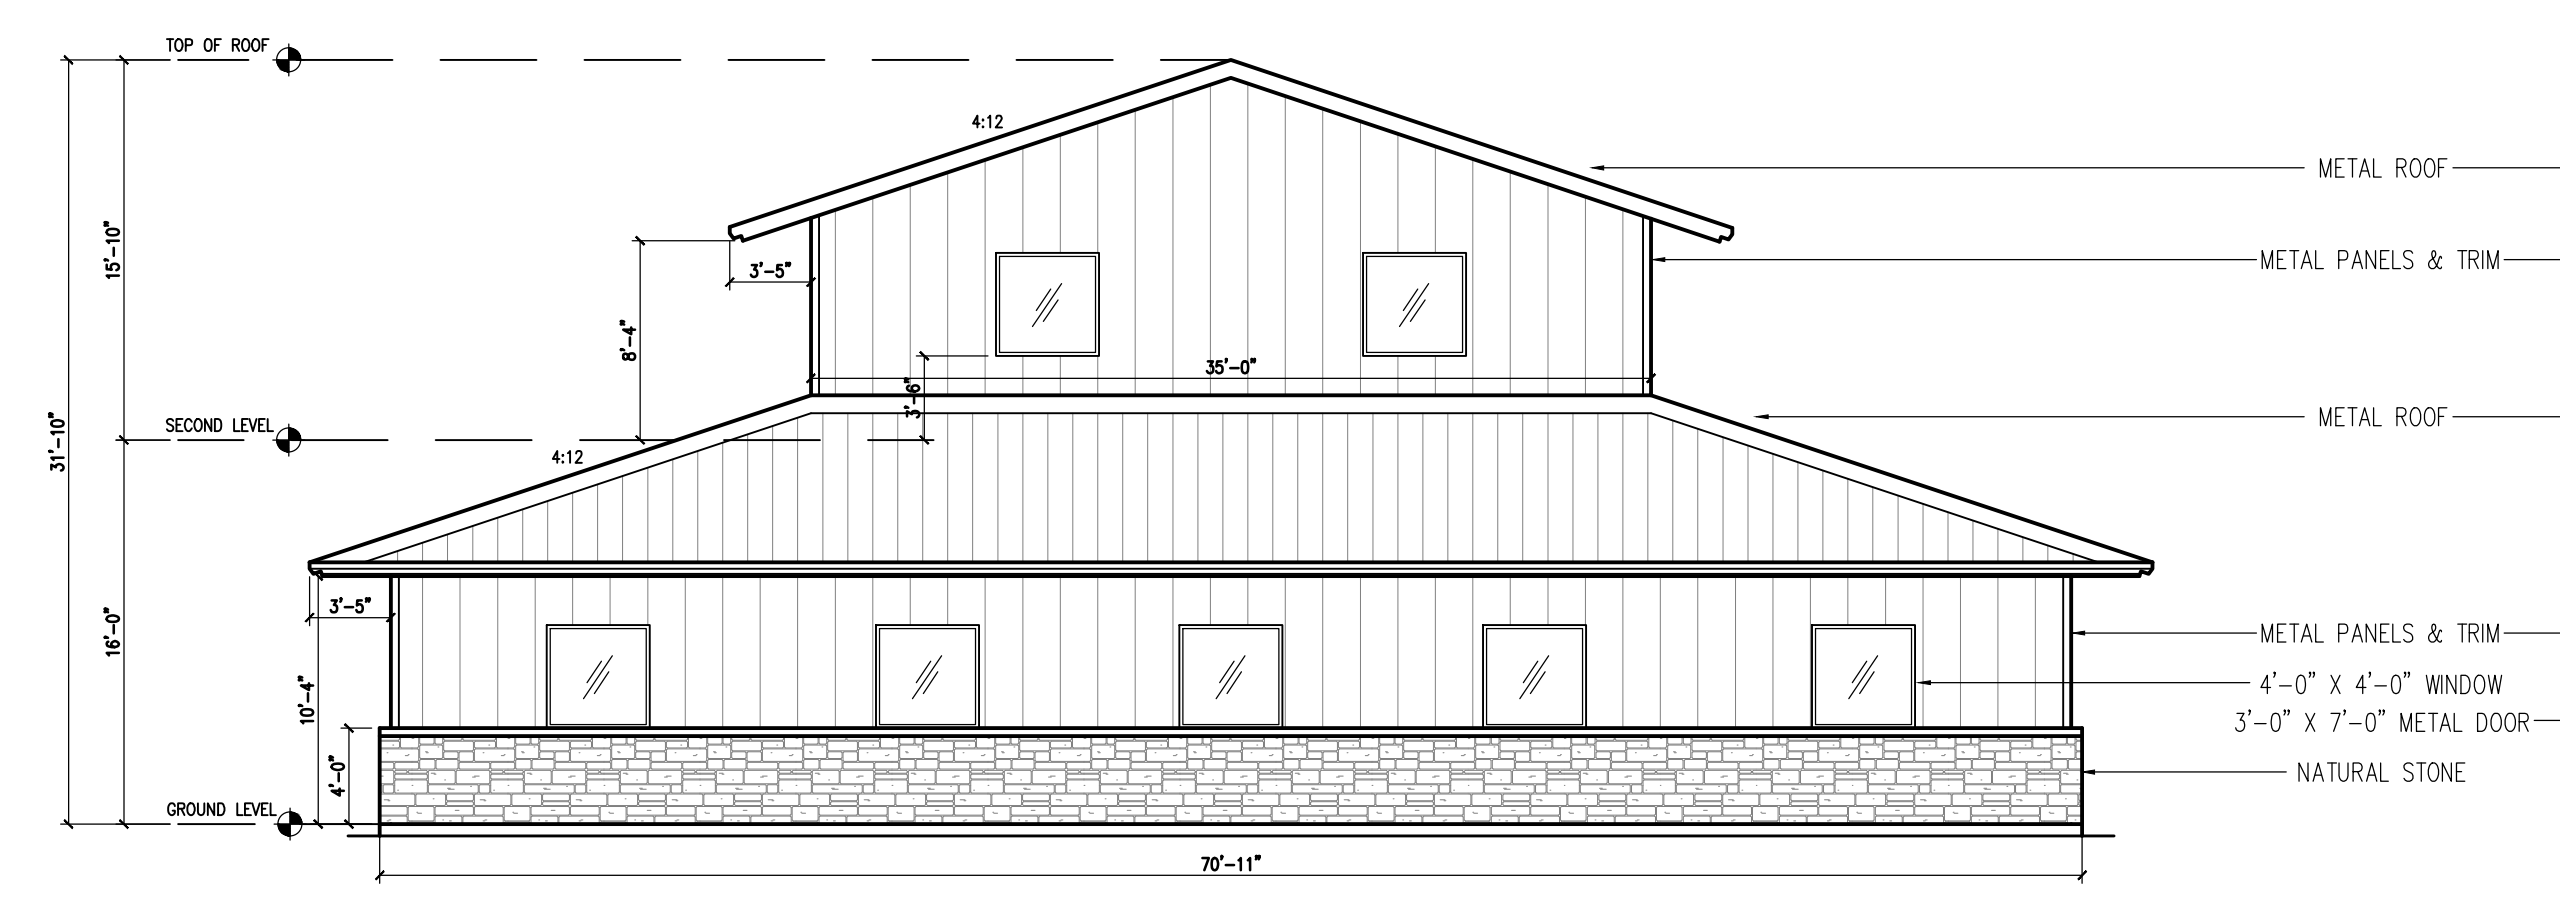 TOP OF ROOF
4:12
METAL ROOF
15'-10"
METAL PANELS & TRIM
3'-5"
8'-4"
35'-0"
3'-6"
METAL ROOF
31'-10"
SECOND LEVEL
4:12
3'-5"
16'-0"
METAL PANELS & TRIM
4'-0" X 4'-0" WINDOW
10'-4"
3'-0" X 7'-0" METAL DOOR
4'-0"
NATURAL STONE
GROUND LEVEL
70'-11"